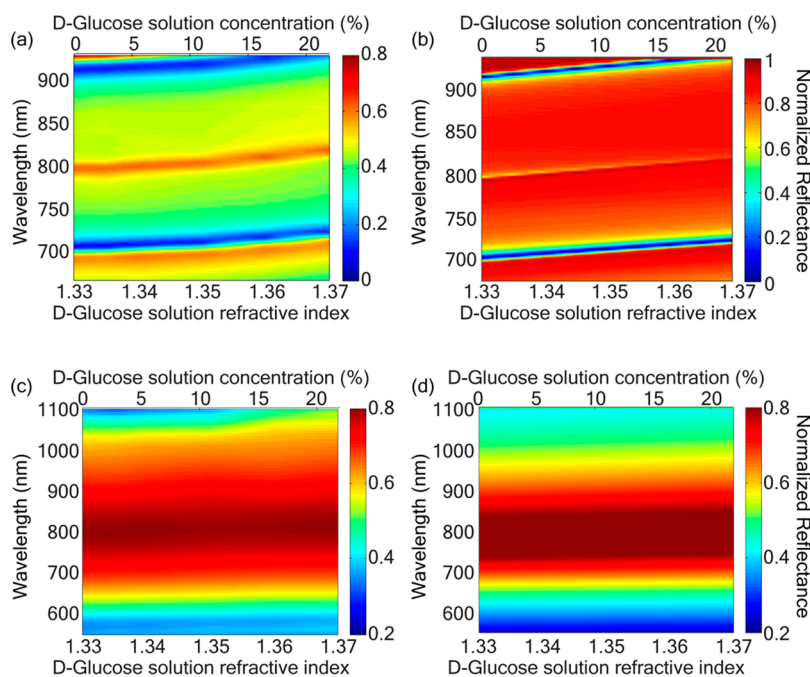 D-Glucose solution concentration (%)
(a)
0 5 10 15 20
0.8
0.6
0.4
0.2
0
Wavelength (nm)
900
850
800
750
700
1.33 1.34 1.35 1.36 1.37
D-Glucose solution refractive index
D-Glucose solution concentration (%)
(b)
0 5 10 15 20
1
0.8
0.6
0.4
0.2
0
Normalized Reflectance
Wavelength (nm)
900
850
800
750
700
1.33 1.34 1.35 1.36 1.37
D-Glucose solution refractive index
D-Glucose solution concentration (%)
(c)
0 5 10 15 20
0.8
0.6
0.4
0.2
Wavelength (nm)
1100
1000
900
800
700
600
1.33 1.34 1.35 1.36 1.37
D-Glucose solution refractive index
D-Glucose solution concentration (%)
(d)
0 5 10 15 20
0.8
0.6
0.4
0.2
Normalized Reflectance
Wavelength (nm)
1100
1000
900
800
700
600
1.33 1.34 1.35 1.36 1.37
D-Glucose solution refractive index